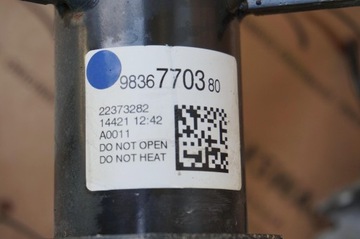 9836770380
22373282
14421 12:42
A0011
DO NOT OPEN
DO NOT HEAT